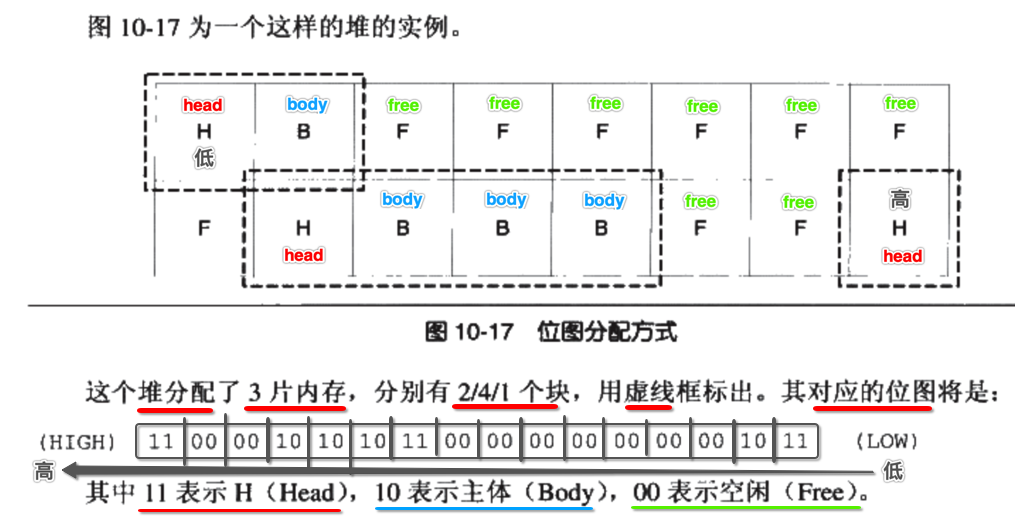 图 10-17 为一个这样的堆的实例。
head body free free free free free free
H B F F F F F F
低
body body body free free 高
F H B B B F F H
head head
图 10-17 位图分配方式
这个堆分配了 3 片内存，分别有 2/4/1 个块，用虚线框标出。其对应的位图将是：
(HIGH) 11 00 00 10 10 10 11 00 00 00 00 00 00 00 10 11 (LOW)
高 低
其中 11 表示 H（Head），10 表示主体（Body），00 表示空闲（Free）。